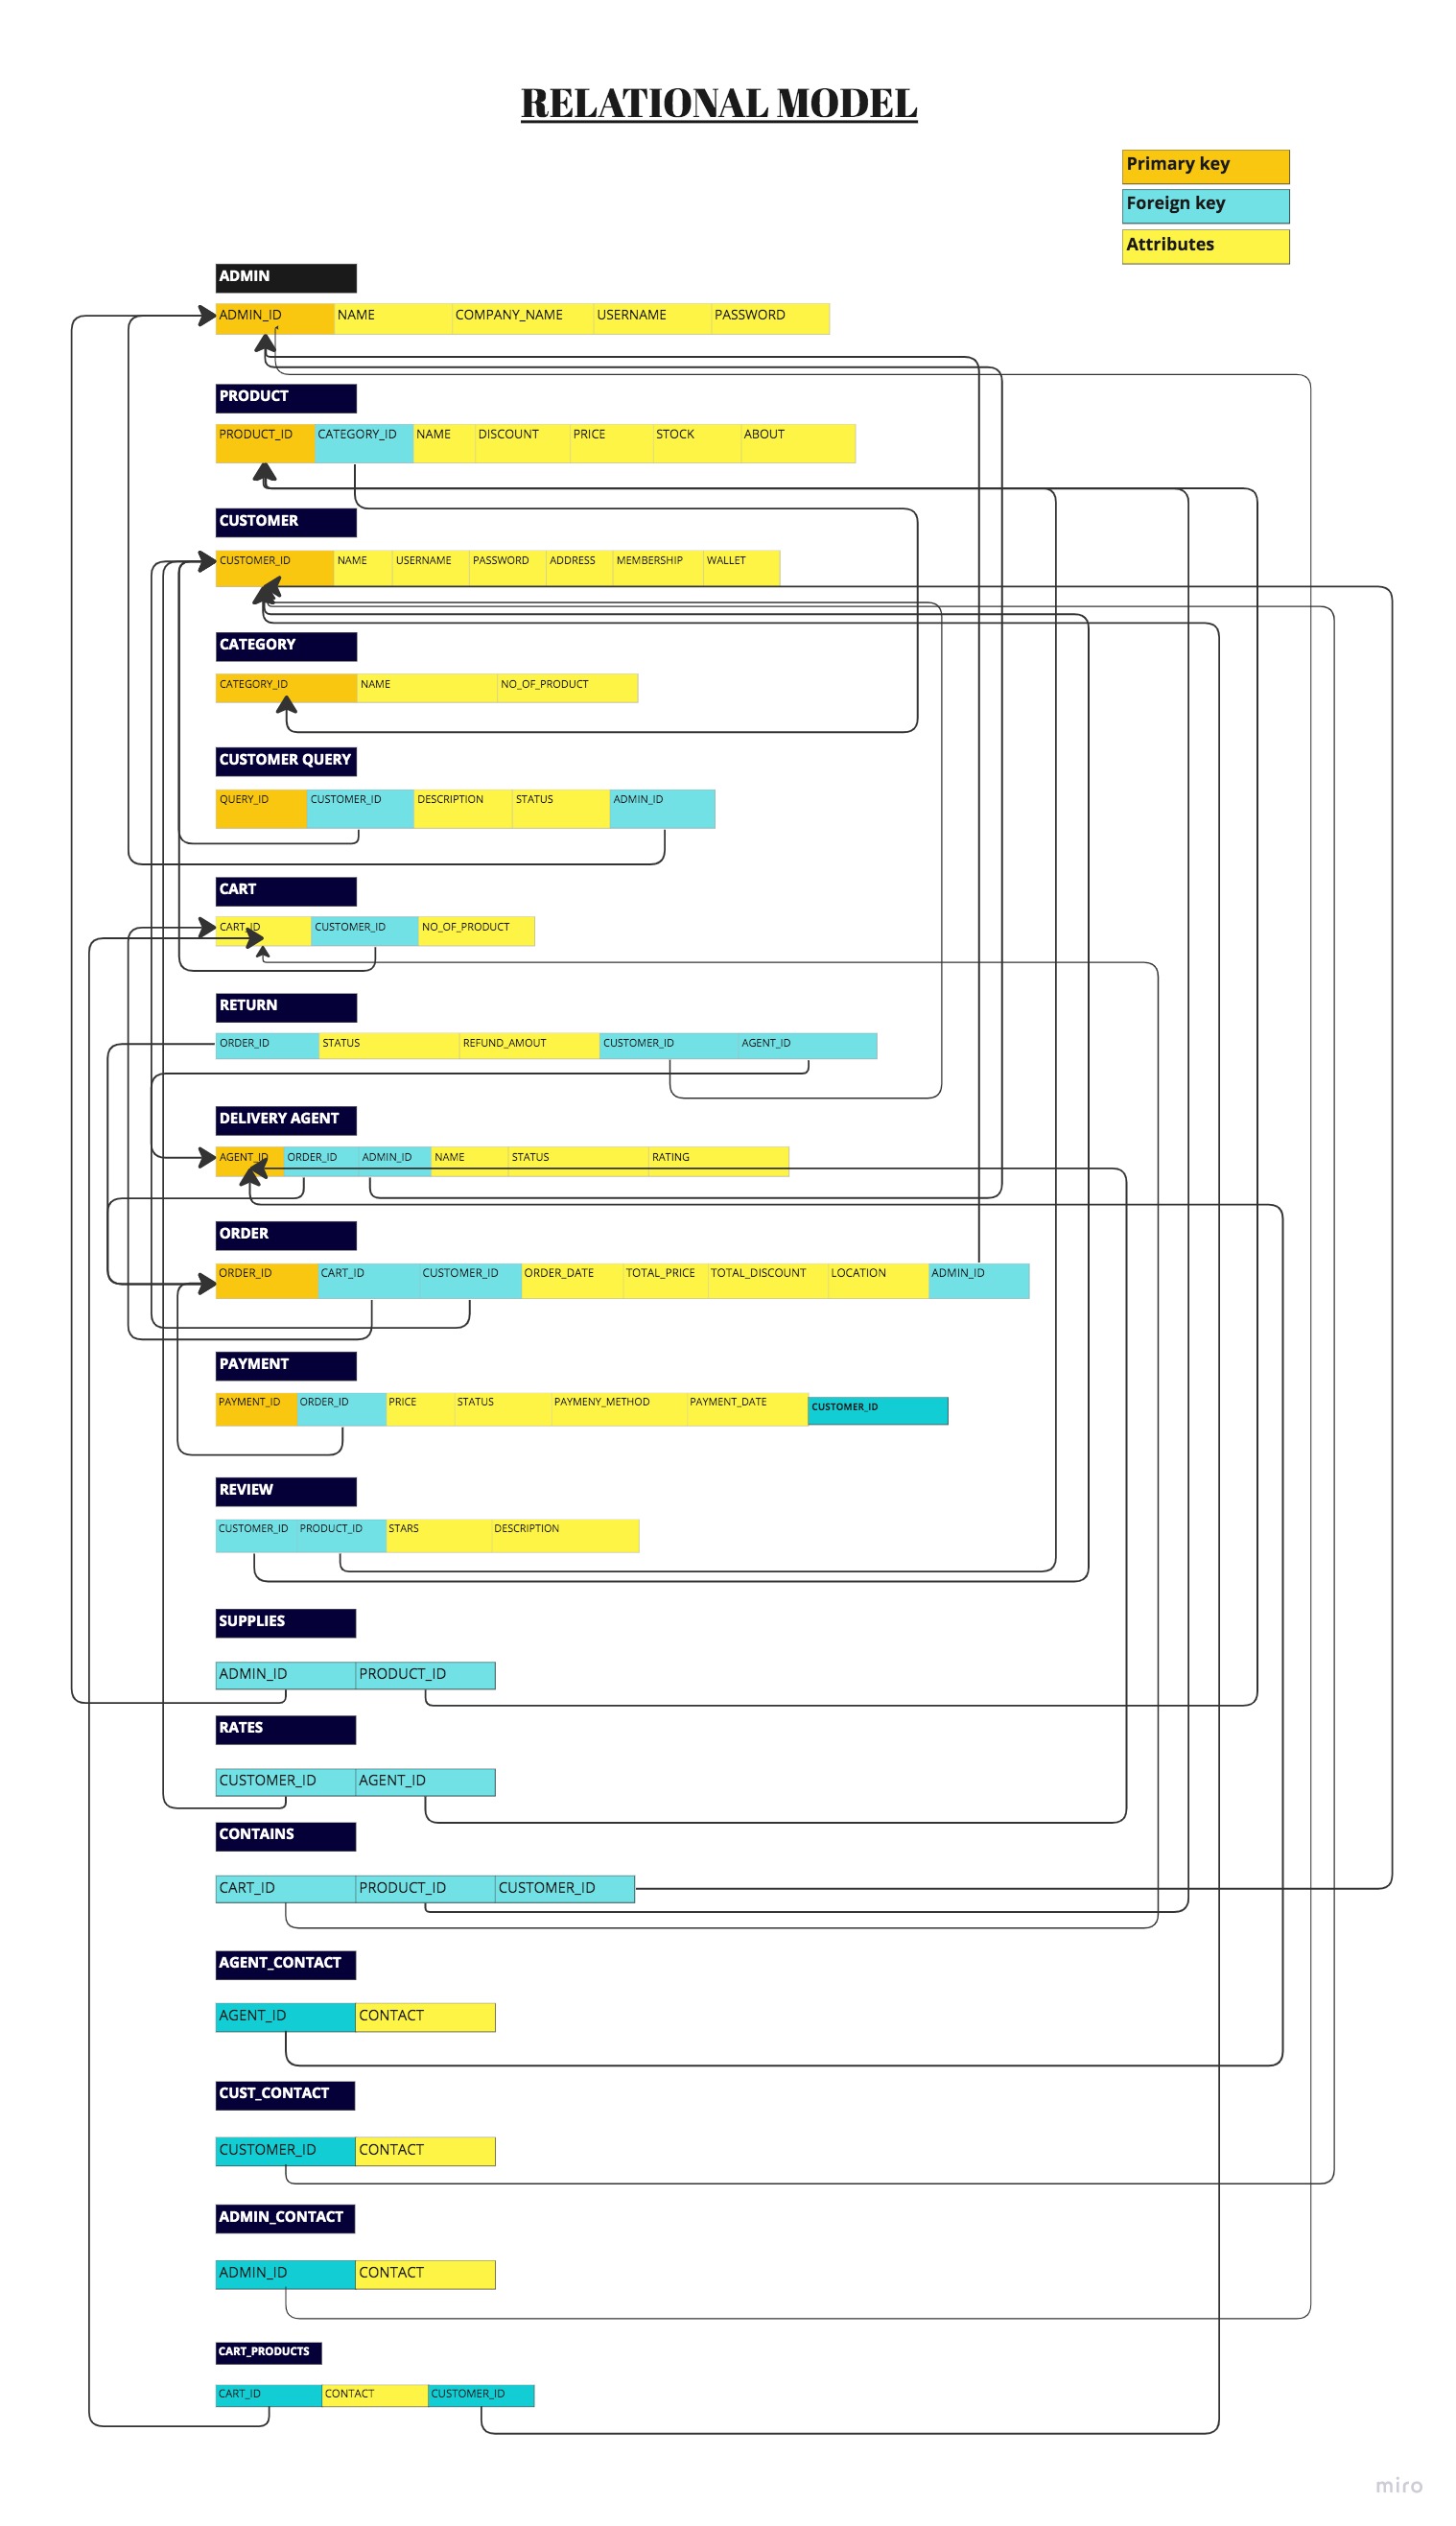 RELATIONAL MODEL
Primary key
Foreign key
Attributes
ADMIN
ADMIN_ID NAME COMPANY_NAME USERNAME PASSWORD
PRODUCT
PRODUCT_ID CATEGORY_ID NAME DISCOUNT PRICE STOCK ABOUT
CUSTOMER
CUSTOMER_ID NAME USERNAME PASSWORD ADDRESS MEMBERSHIP WALLET
CATEGORY
CATEGORY_ID NAME NO_OF_PRODUCT
CUSTOMER QUERY
QUERY_ID CUSTOMER_ID DESCRIPTION STATUS ADMIN_ID
CART
CART_ID CUSTOMER_ID NO_OF_PRODUCT
RETURN
ORDER_ID STATUS REFUND_AMOUT CUSTOMER_ID AGENT_ID
DELIVERY AGENT
AGENT_ID ORDER_ID ADMIN_ID NAME STATUS RATING
ORDER
ORDER_ID CART_ID CUSTOMER_ID ORDER_DATE TOTAL_PRICE TOTAL_DISCOUNT LOCATION ADMIN_ID
PAYMENT
PAYMENT_ID ORDER_ID PRICE STATUS PAYMENY_METHOD PAYMENT_DATE CUSTOMER_ID
REVIEW
CUSTOMER_ID PRODUCT_ID STARS DESCRIPTION
SUPPLIES
ADMIN_ID PRODUCT_ID
RATES
CUSTOMER_ID AGENT_ID
CONTAINS
CART_ID PRODUCT_ID CUSTOMER_ID
AGENT_CONTACT
AGENT_ID CONTACT
CUST_CONTACT
CUSTOMER_ID CONTACT
ADMIN_CONTACT
ADMIN_ID CONTACT
CART_PRODUCTS
CART_ID CONTACT CUSTOMER_ID
miro